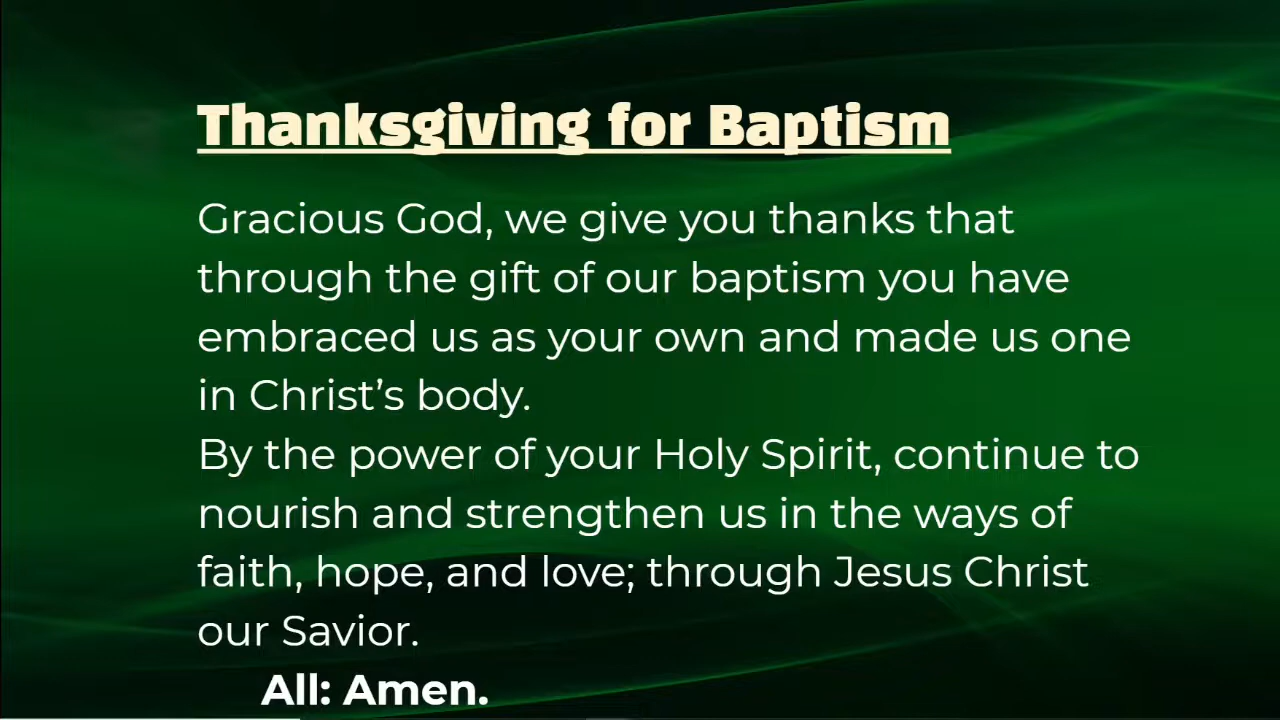 Thanksgiving for Baptism
Gracious God, we give you thanks that
through the gift of our baptism you have
embraced us as your own and made us one
in Christ’s body.
By the power of your Holy Spirit, continue to
nourish and strengthen us in the ways of
faith, hope, and love; through Jesus Christ
our Savior.
All: Amen.